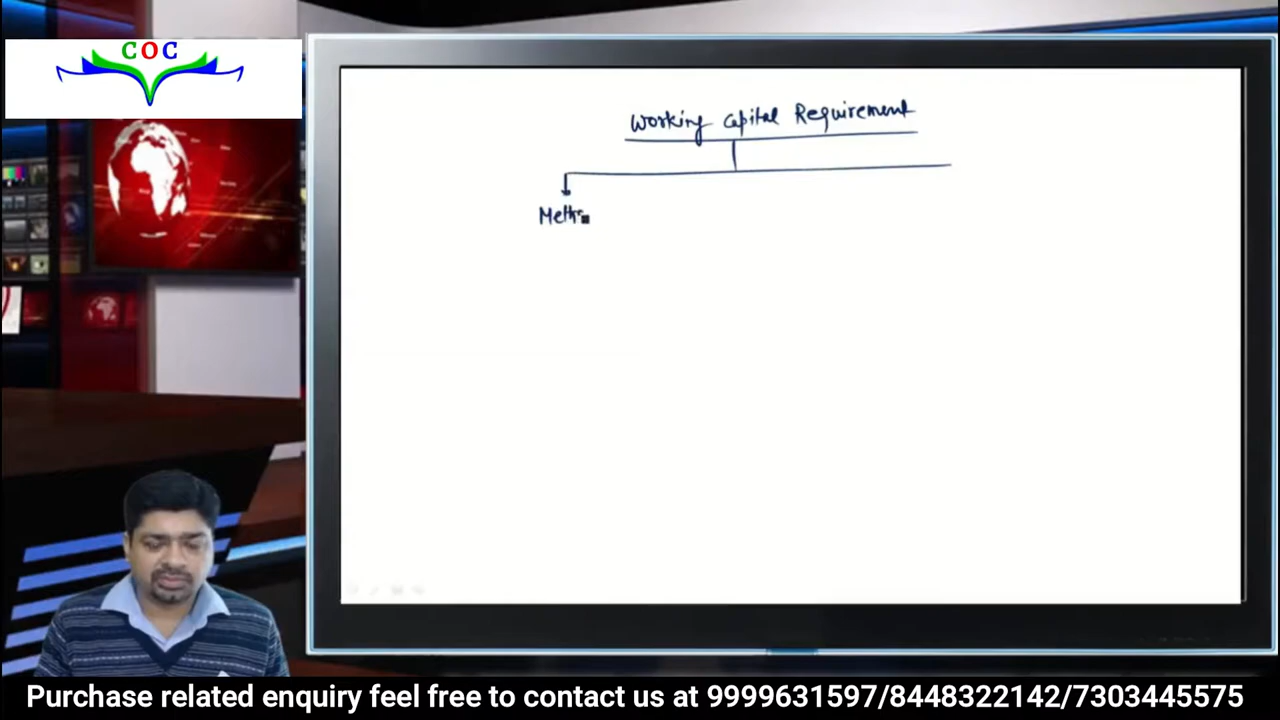 COC
Working Capital Requirement
Meth
Purchase related enquiry feel free to contact us at 9999631597/8448322142/7303445575